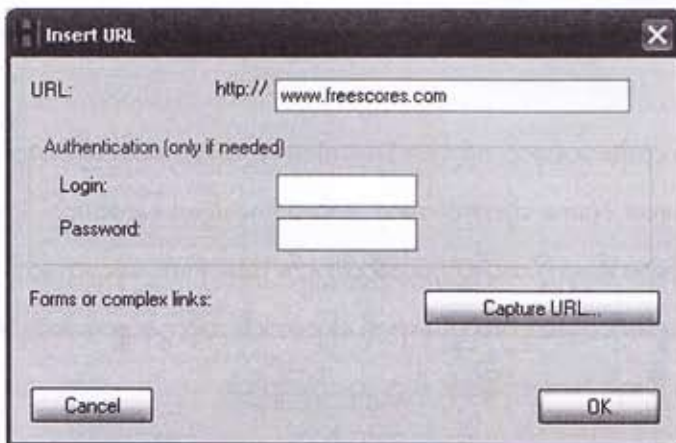 Insert URL
URL: http:// www.freescores.com
Authentication (only if needed)
Login:
Password:
Forms or complex links: Capture URL...
Cancel OK